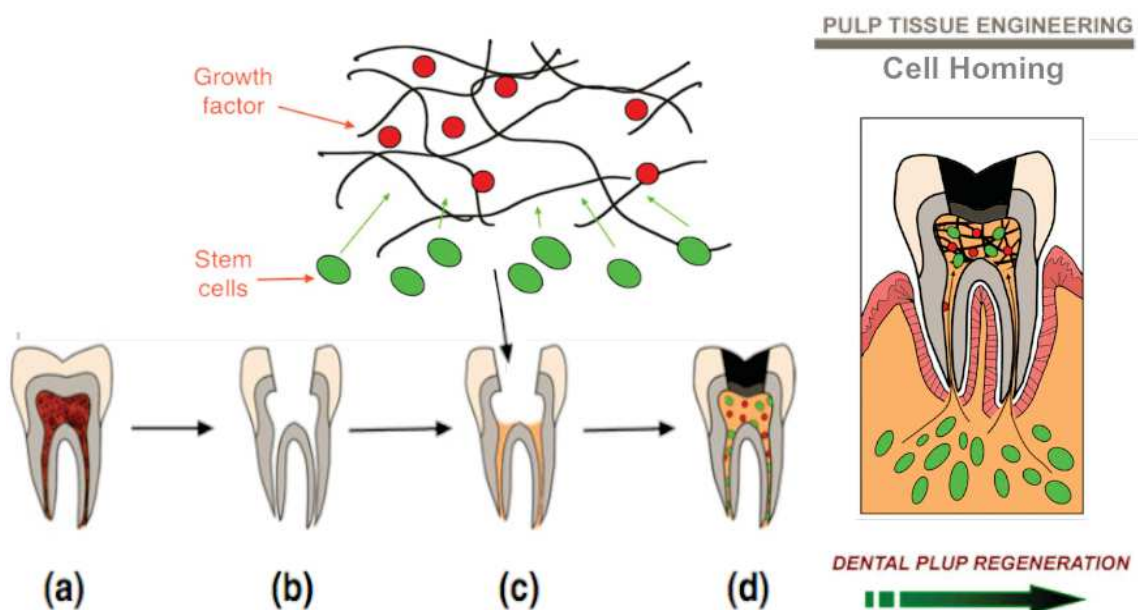 PULP TISSUE ENGINEERING
Cell Homing
Growth
factor
Stem
cells
(a)
(b)
(c)
(d)
DENTAL PLUP REGENERATION